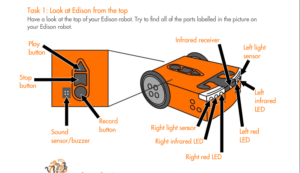 Task 1: Look at Edison from the top
Have a look at the top of your Edison robot. Try to find all of the parts labelled in the picture on
your Edison robot.
Play
button
Stop
button
Sound
sensor/buzzer
Record
button
Infrared receiver
Left light
sensor
Left
infrared
LED
Left red
LED
Right light sensor
Right infrared LED
Right red LED